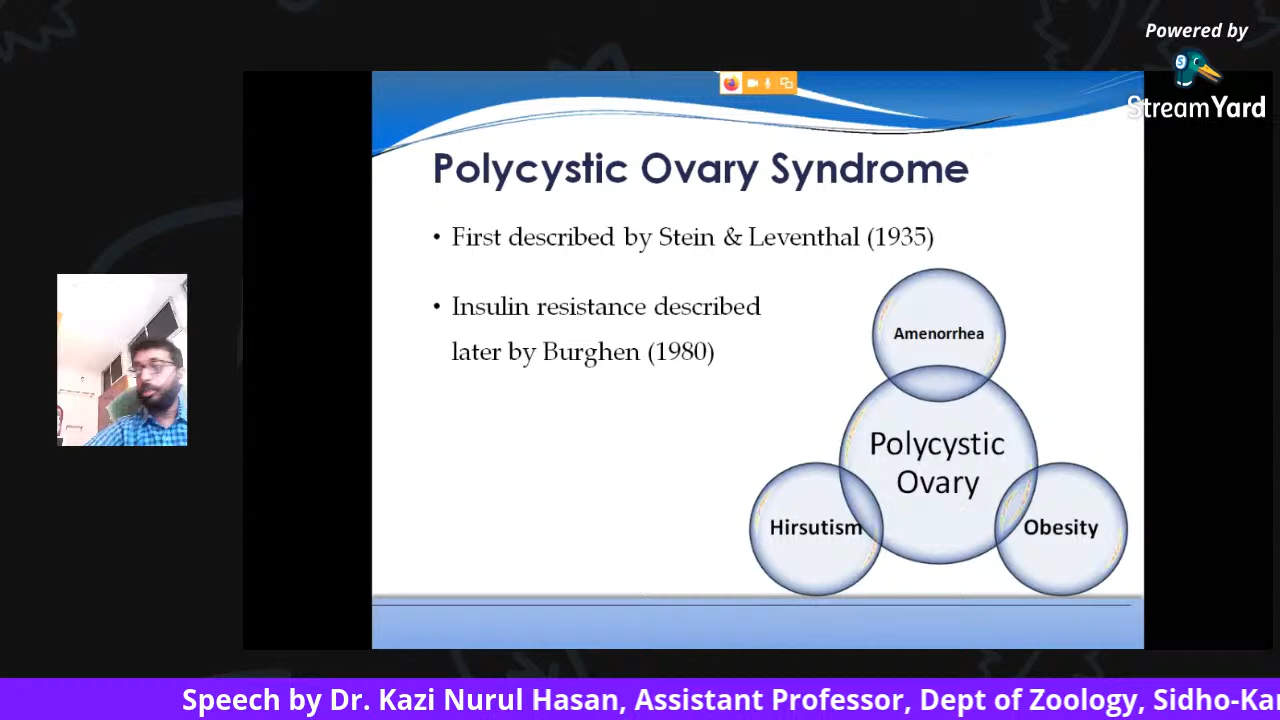 Powered by
StreamYard
Polycystic Ovary Syndrome
• First described by Stein & Leventhal (1935)
• Insulin resistance described
later by Burghen (1980)
Amenorrhea
Polycystic
Ovary
Hirsutism
Obesity
Speech by Dr. Kazi Nurul Hasan, Assistant Professor, Dept of Zoology, Sidho-Ka